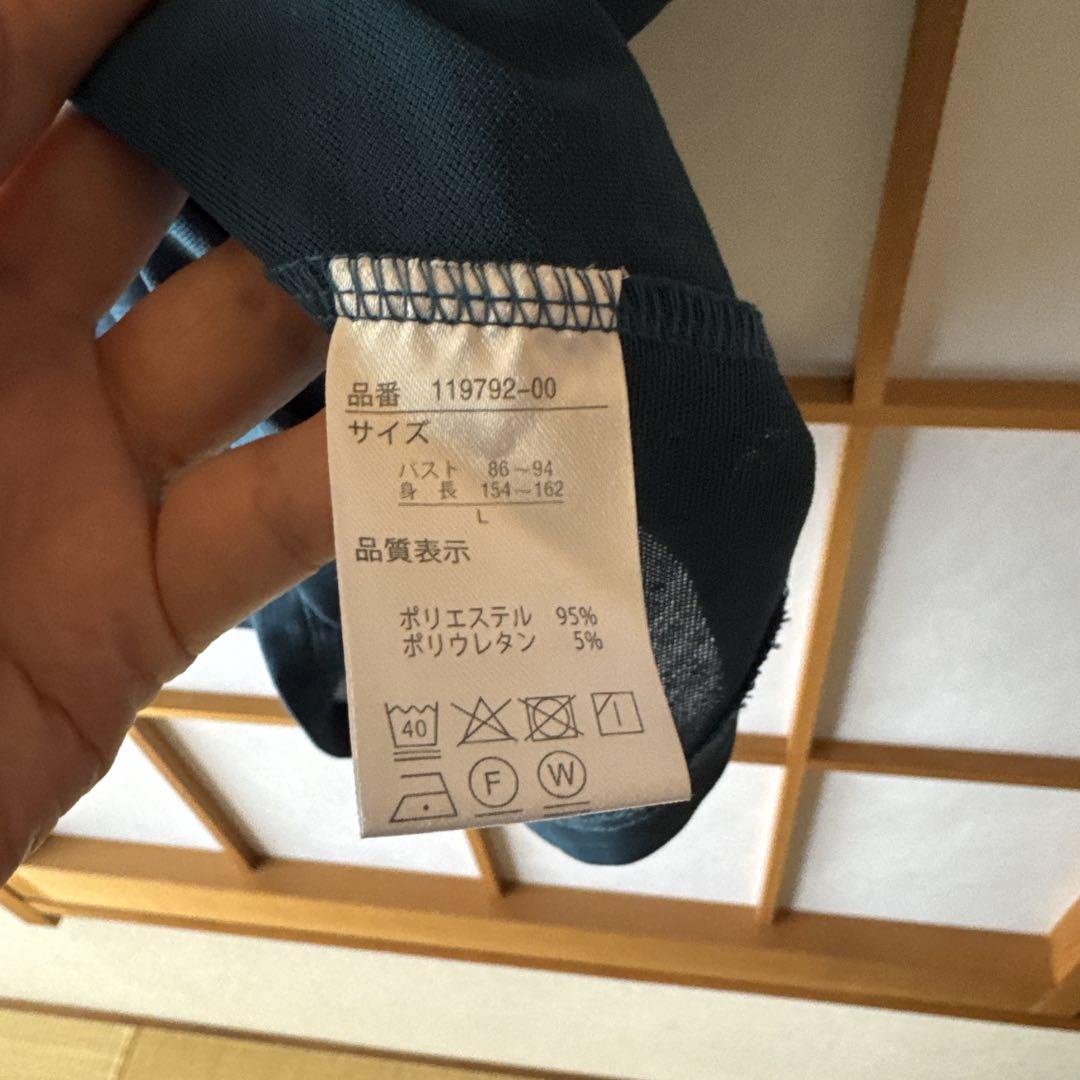 品番 119792-00
サイズ
バスト 86~94
身長 154~162
L
品質表示
ポリエステル 95%
ポリウレタン 5%
40
F W